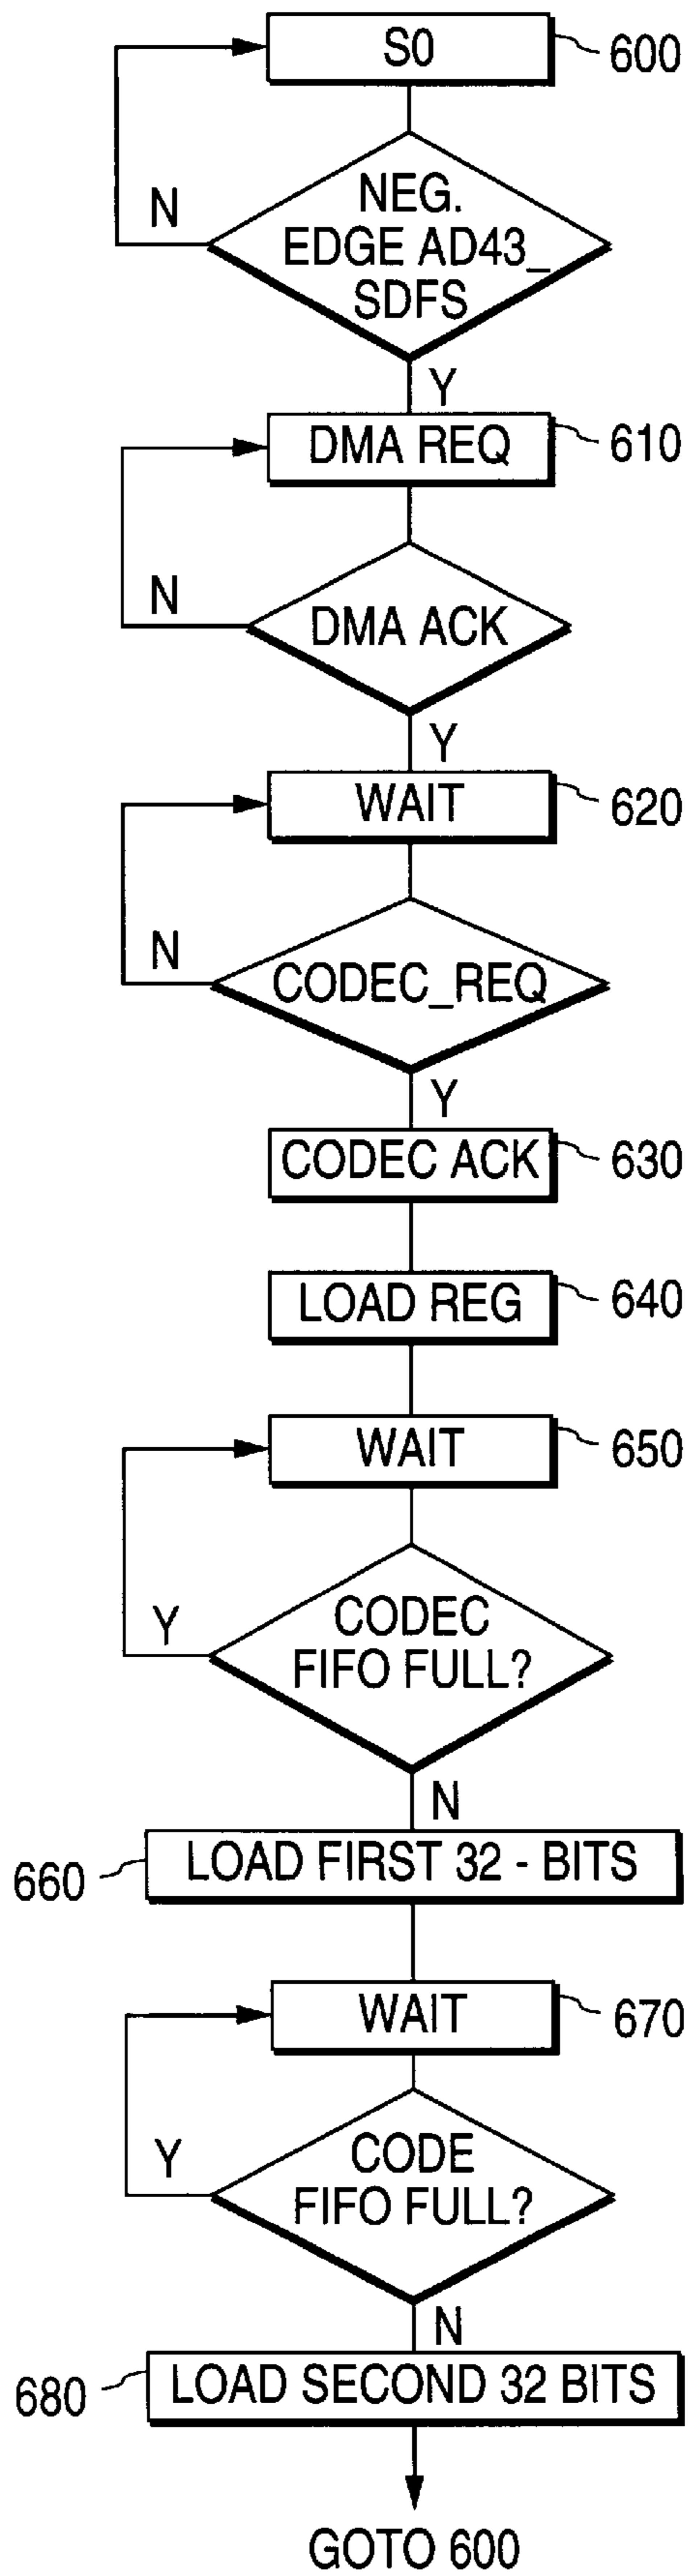 S0
600
NEG.
EDGE AD43_
SDFS
N
Y
DMA REQ
610
DMA ACK
N
Y
WAIT
620
CODEC_REQ
N
Y
CODEC ACK
630
LOAD REG
640
WAIT
650
CODEC
FIFO FULL?
Y
N
LOAD FIRST 32 - BITS
660
WAIT
670
CODE
FIFO FULL?
Y
N
LOAD SECOND 32 BITS
680
GOTO 600